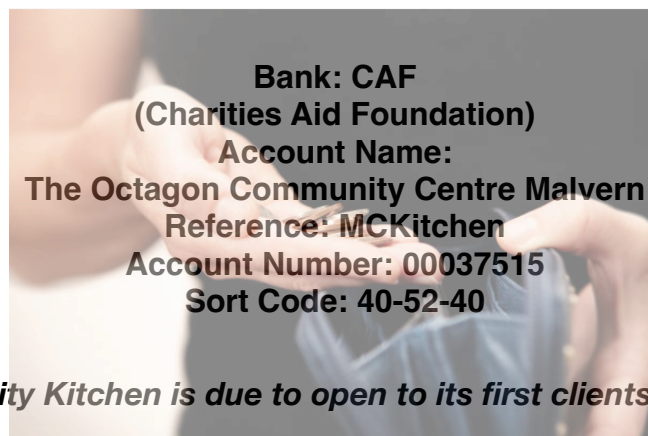 Bank: CAF
(Charities Aid Foundation)
Account Name:
The Octagon Community Centre Malvern
Reference: MCKitchen
Account Number: 00037515
Sort Code: 40-52-40
ity Kitchen is due to open to its first clients